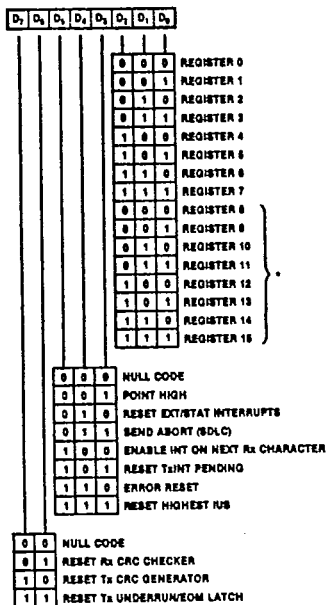 D7 D6 D5 D4 D3 D2 D1 D0
0 0 0 REGISTER 0
0 0 1 REGISTER 1
0 1 0 REGISTER 2
0 1 1 REGISTER 3
1 0 0 REGISTER 4
1 0 1 REGISTER 5
1 1 0 REGISTER 6
1 1 1 REGISTER 7
0 0 0 REGISTER 8
0 0 1 REGISTER 9
0 1 0 REGISTER 10
0 1 1 REGISTER 11
1 0 0 REGISTER 12
1 0 1 REGISTER 13
1 1 0 REGISTER 14
1 1 1 REGISTER 15
*
0 0 0 NULL CODE
0 0 1 POINT HIGH
0 1 0 RESET EXT/STAT INTERRUPTS
0 1 1 SEND ABORT (SDLC)
1 0 0 ENABLE INT ON NEXT Rx CHARACTER
1 0 1 RESET TxINT PENDING
1 1 0 ERROR RESET
1 1 1 RESET HIGHEST IUS
0 0 NULL CODE
0 1 RESET Rx CRC CHECKER
1 0 RESET Tx CRC GENERATOR
1 1 RESET Tx UNDERRUN/EOM LATCH